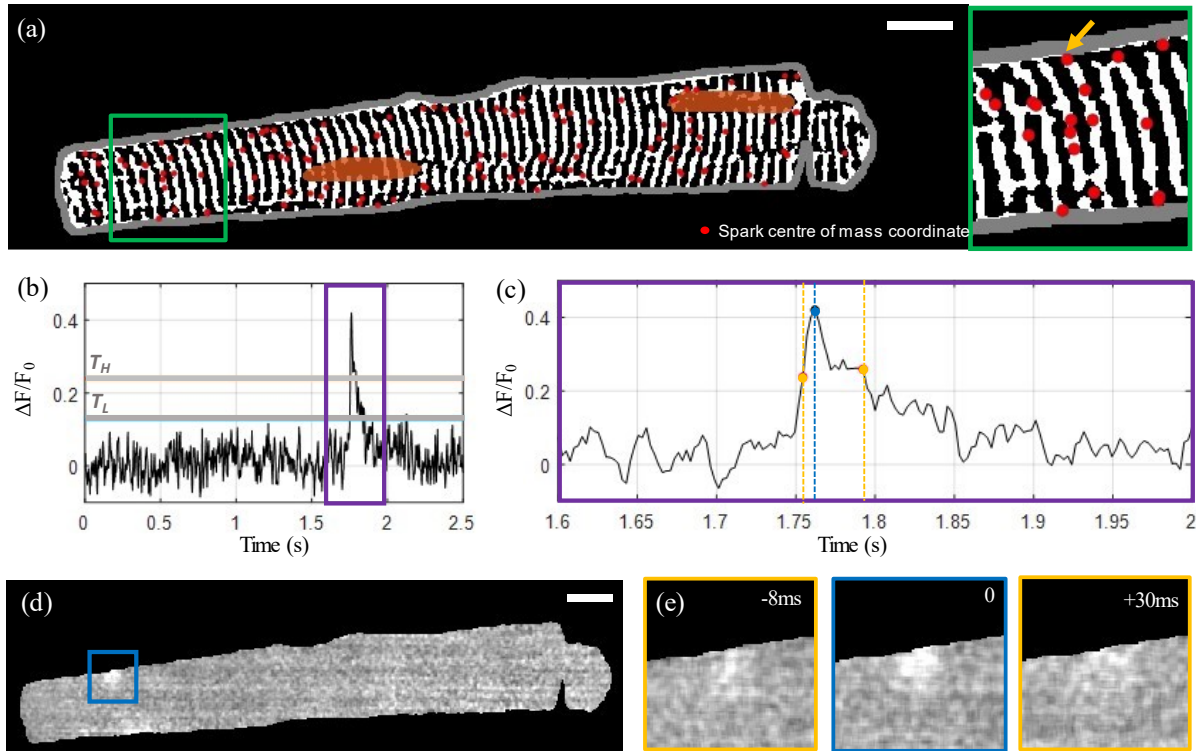 (a)
Spark centre of mass coordinate
(b)
0.4
T_H
0.2
T_L
0
ΔF/F₀
0 0.5 1 1.5 2 2.5
Time (s)
(c)
0.4
0.2
0
ΔF/F₀
1.6 1.65 1.7 1.75 1.8 1.85 1.9 1.95 2
Time (s)
(d)
(e)
-8ms
0
+30ms